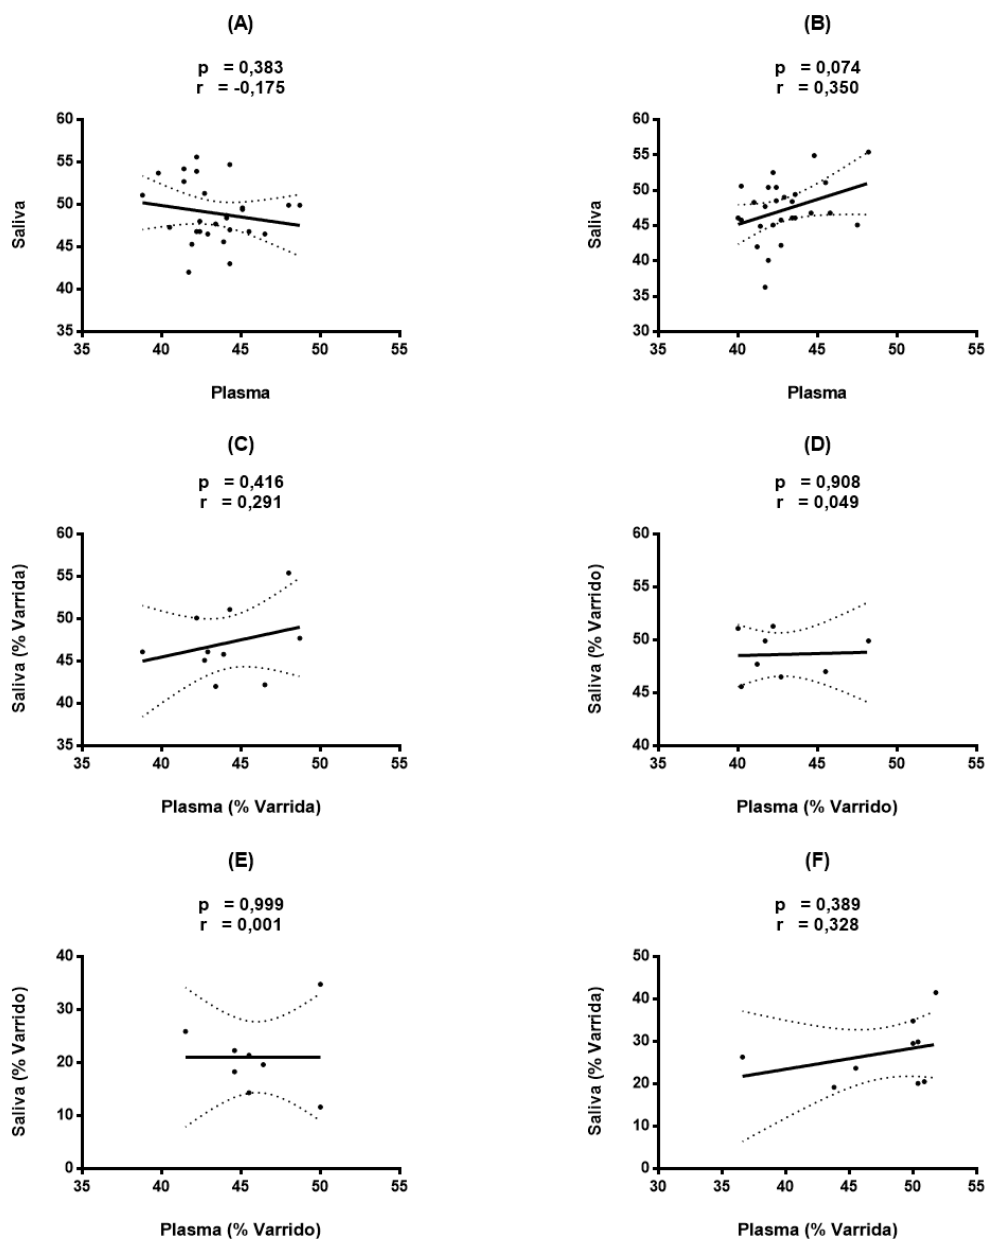 (A)
p = 0,383
r = -0,175
60
55
50
45
40
35
Saliva
35 40 45 50 55
Plasma
(B)
p = 0,074
r = 0,350
60
55
50
45
40
35
30
Saliva
35 40 45 50 55
Plasma
(C)
p = 0,416
r = 0,291
60
55
50
45
40
35
Saliva (% Varrida)
35 40 45 50 55
Plasma (% Varrida)
(D)
p = 0,908
r = 0,049
60
55
50
45
40
Saliva (% Varrido)
35 40 45 50 55
Plasma (% Varrido)
(E)
p = 0,999
r = 0,001
40
30
20
10
0
Saliva (% Varrido)
35 40 45 50 55
Plasma (% Varrido)
(F)
p = 0,389
r = 0,328
50
40
30
20
10
0
Saliva (% Varrida)
30 35 40 45 50 55
Plasma (% Varrida)